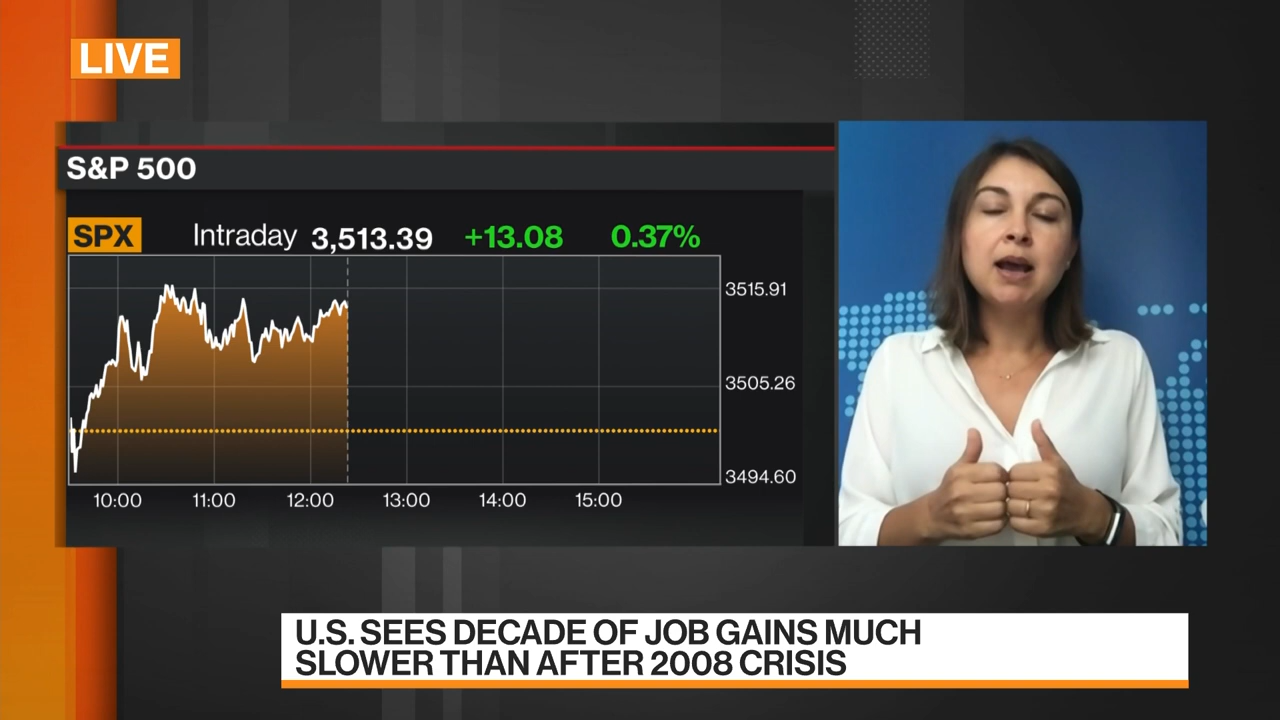 LIVE
S&P 500
SPX Intraday 3,513.39 +13.08 0.37%
3515.91
3505.26
3494.60
10:00 11:00 12:00 13:00 14:00 15:00
U.S. SEES DECADE OF JOB GAINS MUCH
SLOWER THAN AFTER 2008 CRISIS